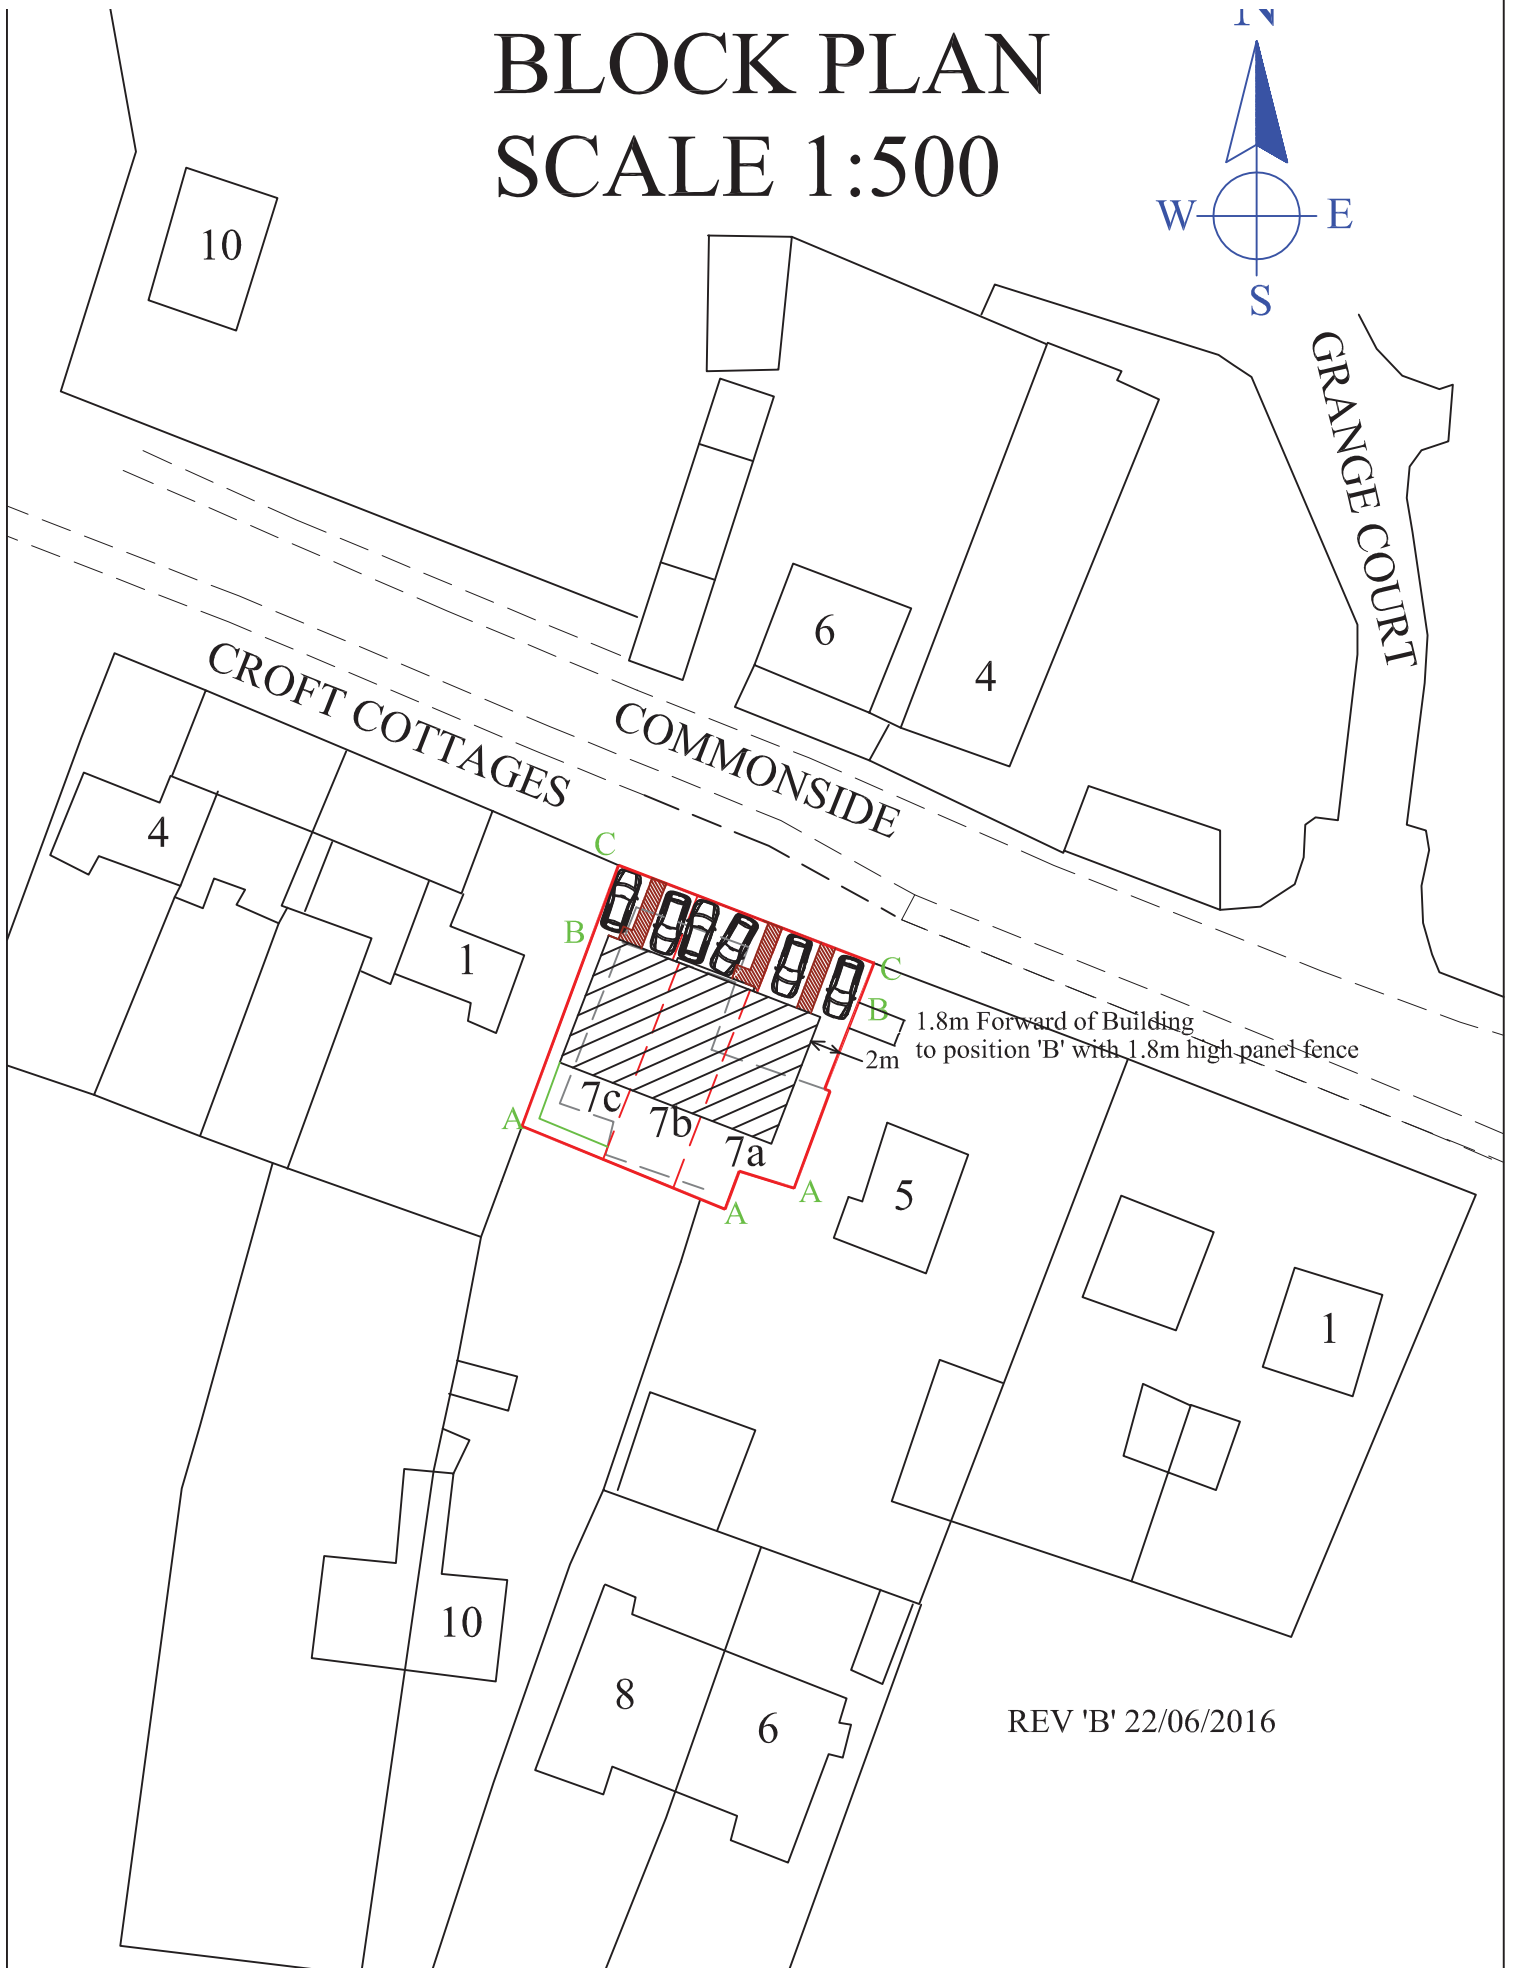 BLOCK PLAN
SCALE 1:500
N
W
E
S
10
GRANGE COURT
6
4
CROFT COTTAGES
COMMONSIDE
4
C
B
1
C
B
1.8m Forward of Building
to position 'B' with 1.8m high panel fence
2m
7c
7b
7a
A
A
A
5
1
10
8
6
REV 'B' 22/06/2016